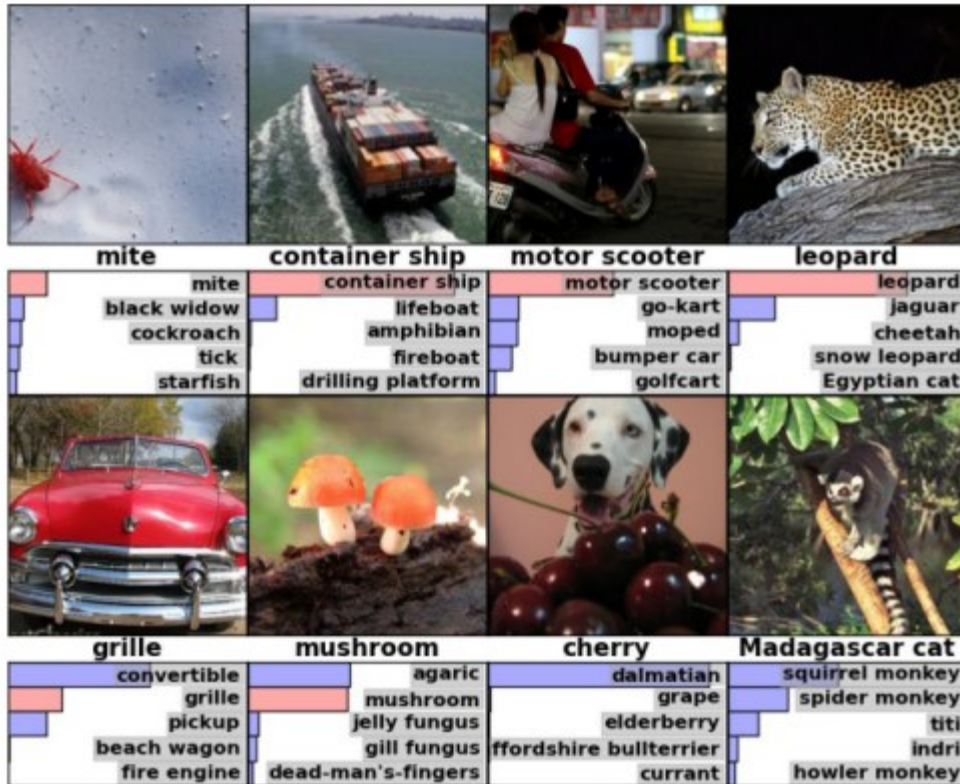 mite
container ship
motor scooter
leopard
mite
black widow
cockroach
tick
starfish
container ship
lifeboat
amphibian
fireboat
drilling platform
motor scooter
go-kart
moped
bumper car
golfcart
leopard
jaguar
cheetah
snow leopard
Egyptian cat
grille
mushroom
cherry
Madagascar cat
convertible
grille
pickup
beach wagon
fire engine
agaric
mushroom
jelly fungus
gill fungus
dead-man's-fingers
dalmatian
grape
elderberry
ffordshire bullterrier
currant
squirrel monkey
spider monkey
titi
indri
howler monkey